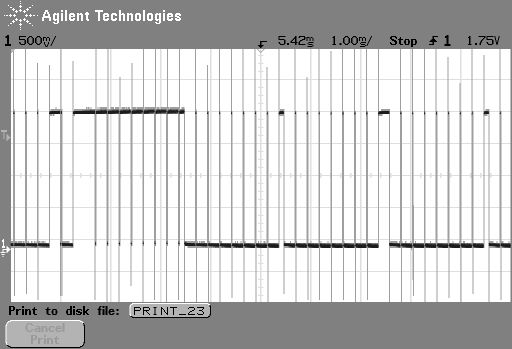 Agilent Technologies
1 500mV/ 5.42ms 1.00ms/ Stop 1 1.75V
T
1
Print to disk file: PRINT_23
Cancel
Print